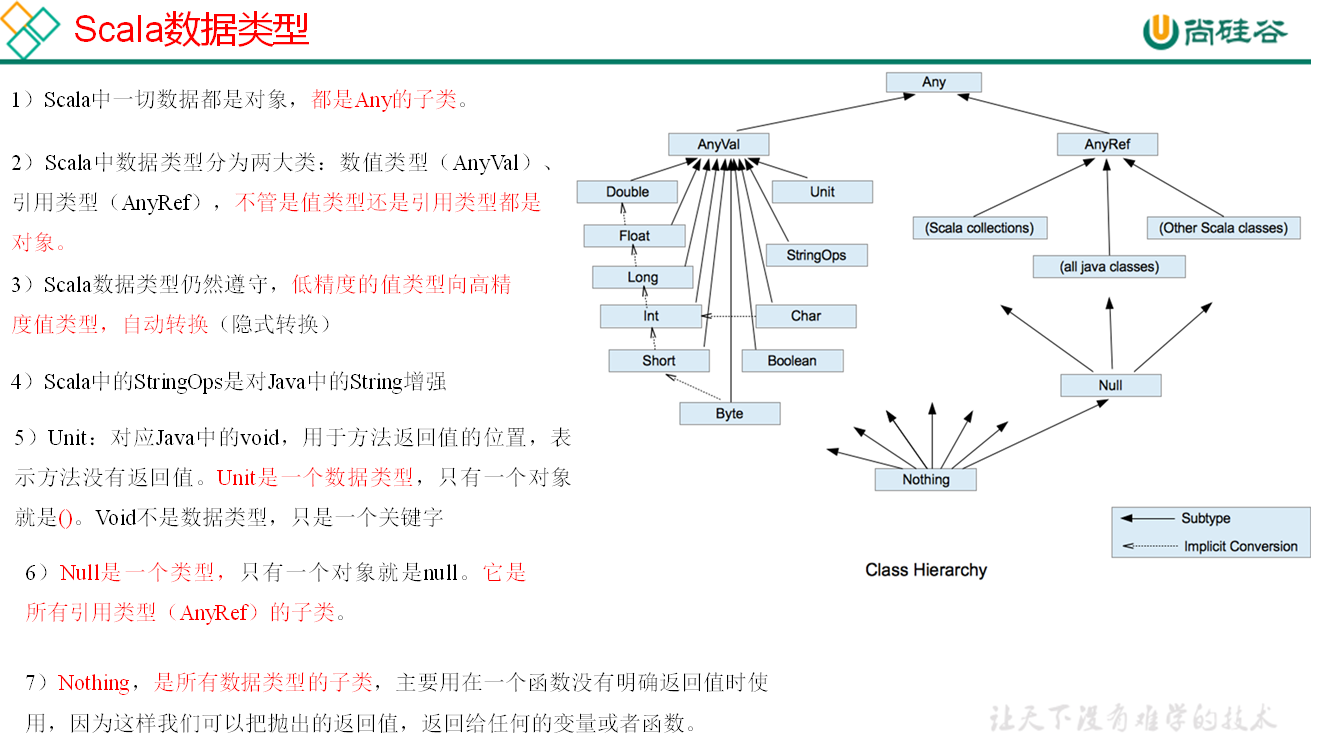 Scala数据类型
尚硅谷
1）Scala中一切数据都是对象，都是Any的子类。
2）Scala中数据类型分为两大类：数值类型（AnyVal）、
引用类型（AnyRef），不管是值类型还是引用类型都是
对象。
3）Scala数据类型仍然遵守，低精度的值类型向高精
度值类型，自动转换（隐式转换）
4）Scala中的StringOps是对Java中的String增强
5）Unit：对应Java中的void，用于方法返回值的位置，表
示方法没有返回值。Unit是一个数据类型，只有一个对象
就是()。Void不是数据类型，只是一个关键字
6）Null是一个类型，只有一个对象就是null。它是
所有引用类型（AnyRef）的子类。
7）Nothing，是所有数据类型的子类，主要用在一个函数没有明确返回值时使
用，因为这样我们可以把抛出的返回值，返回给任何的变量或者函数。
Any
AnyVal
AnyRef
Double
Unit
Float
(Scala collections)
(Other Scala classes)
StringOps
Long
(all java classes)
Int
Char
Short
Boolean
Null
Byte
Nothing
Subtype
Implicit Conversion
Class Hierarchy
让天下没有难学的技术